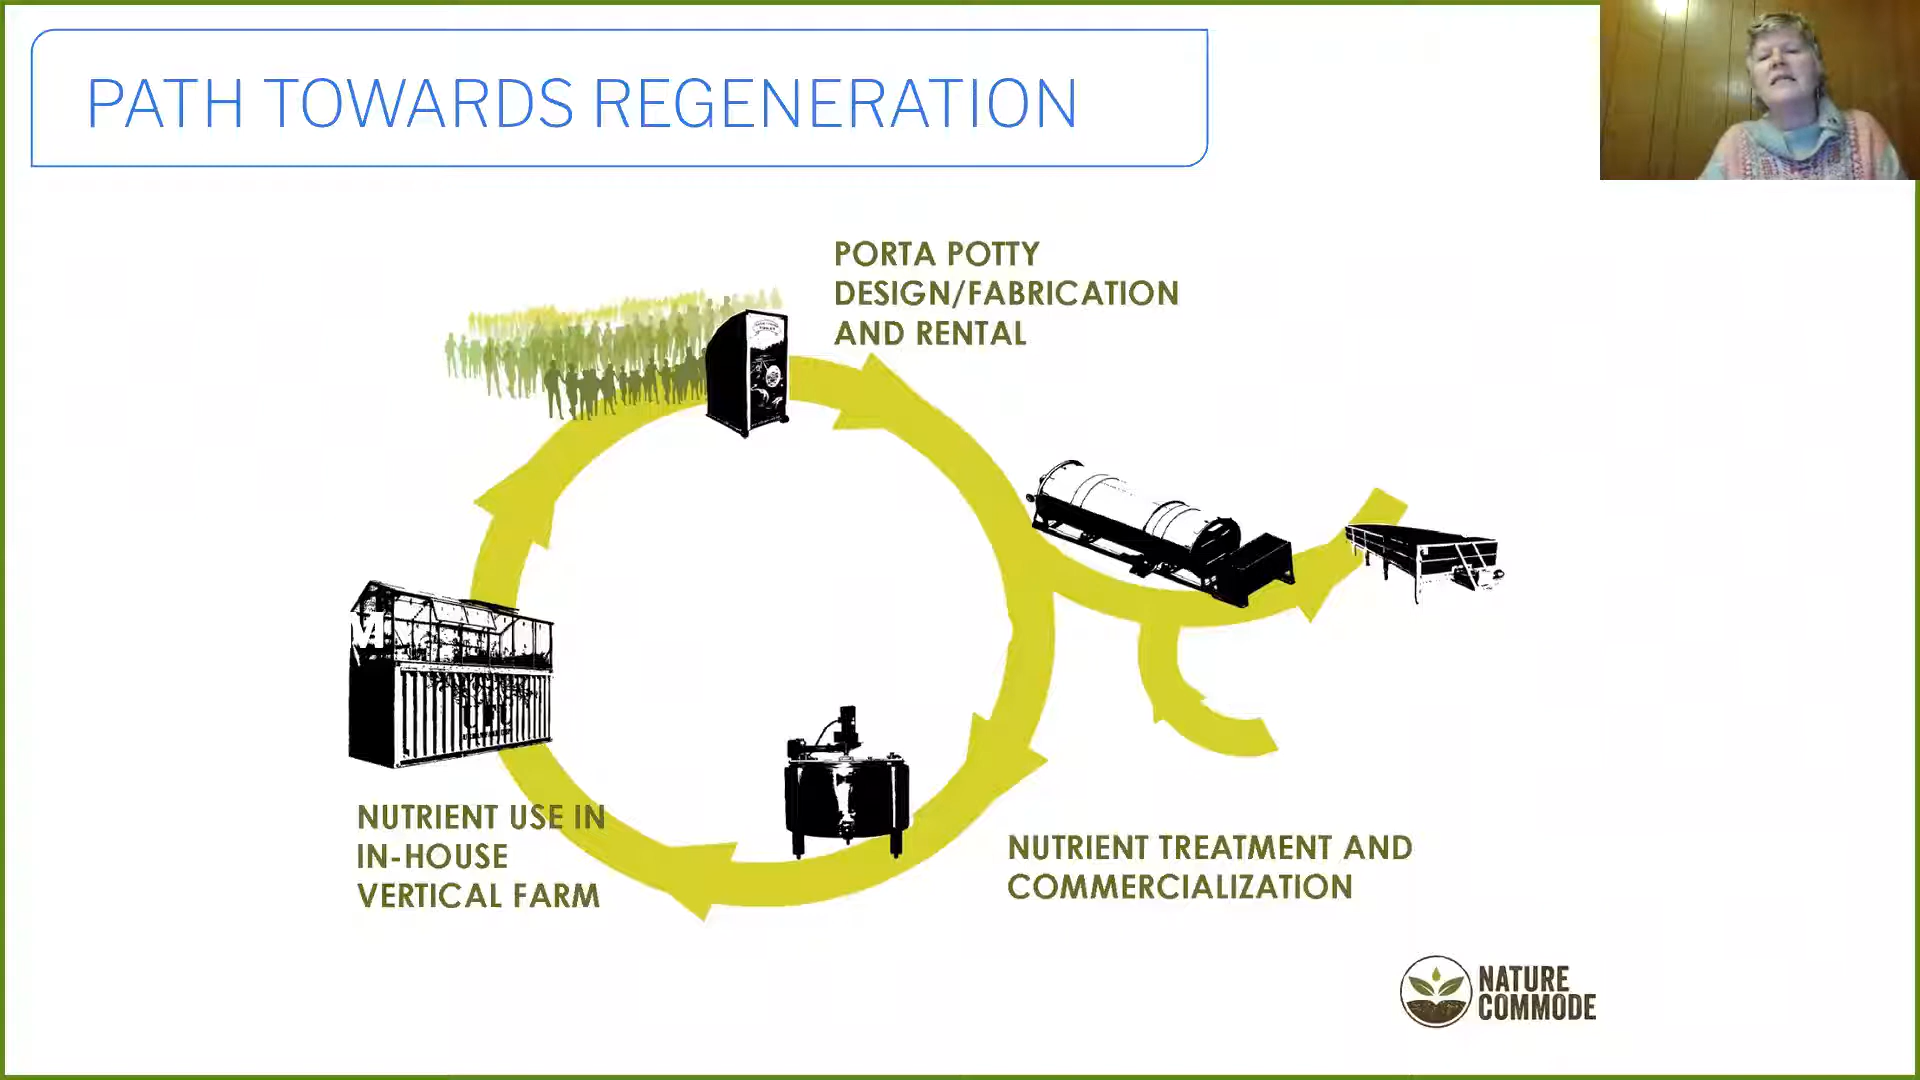 PATH TOWARDS REGENERATION
PORTA POTTY
DESIGN/FABRICATION
AND RENTAL
NUTRIENT USE IN
IN-HOUSE
VERTICAL FARM
NUTRIENT TREATMENT AND
COMMERCIALIZATION
NATURE
COMMODE